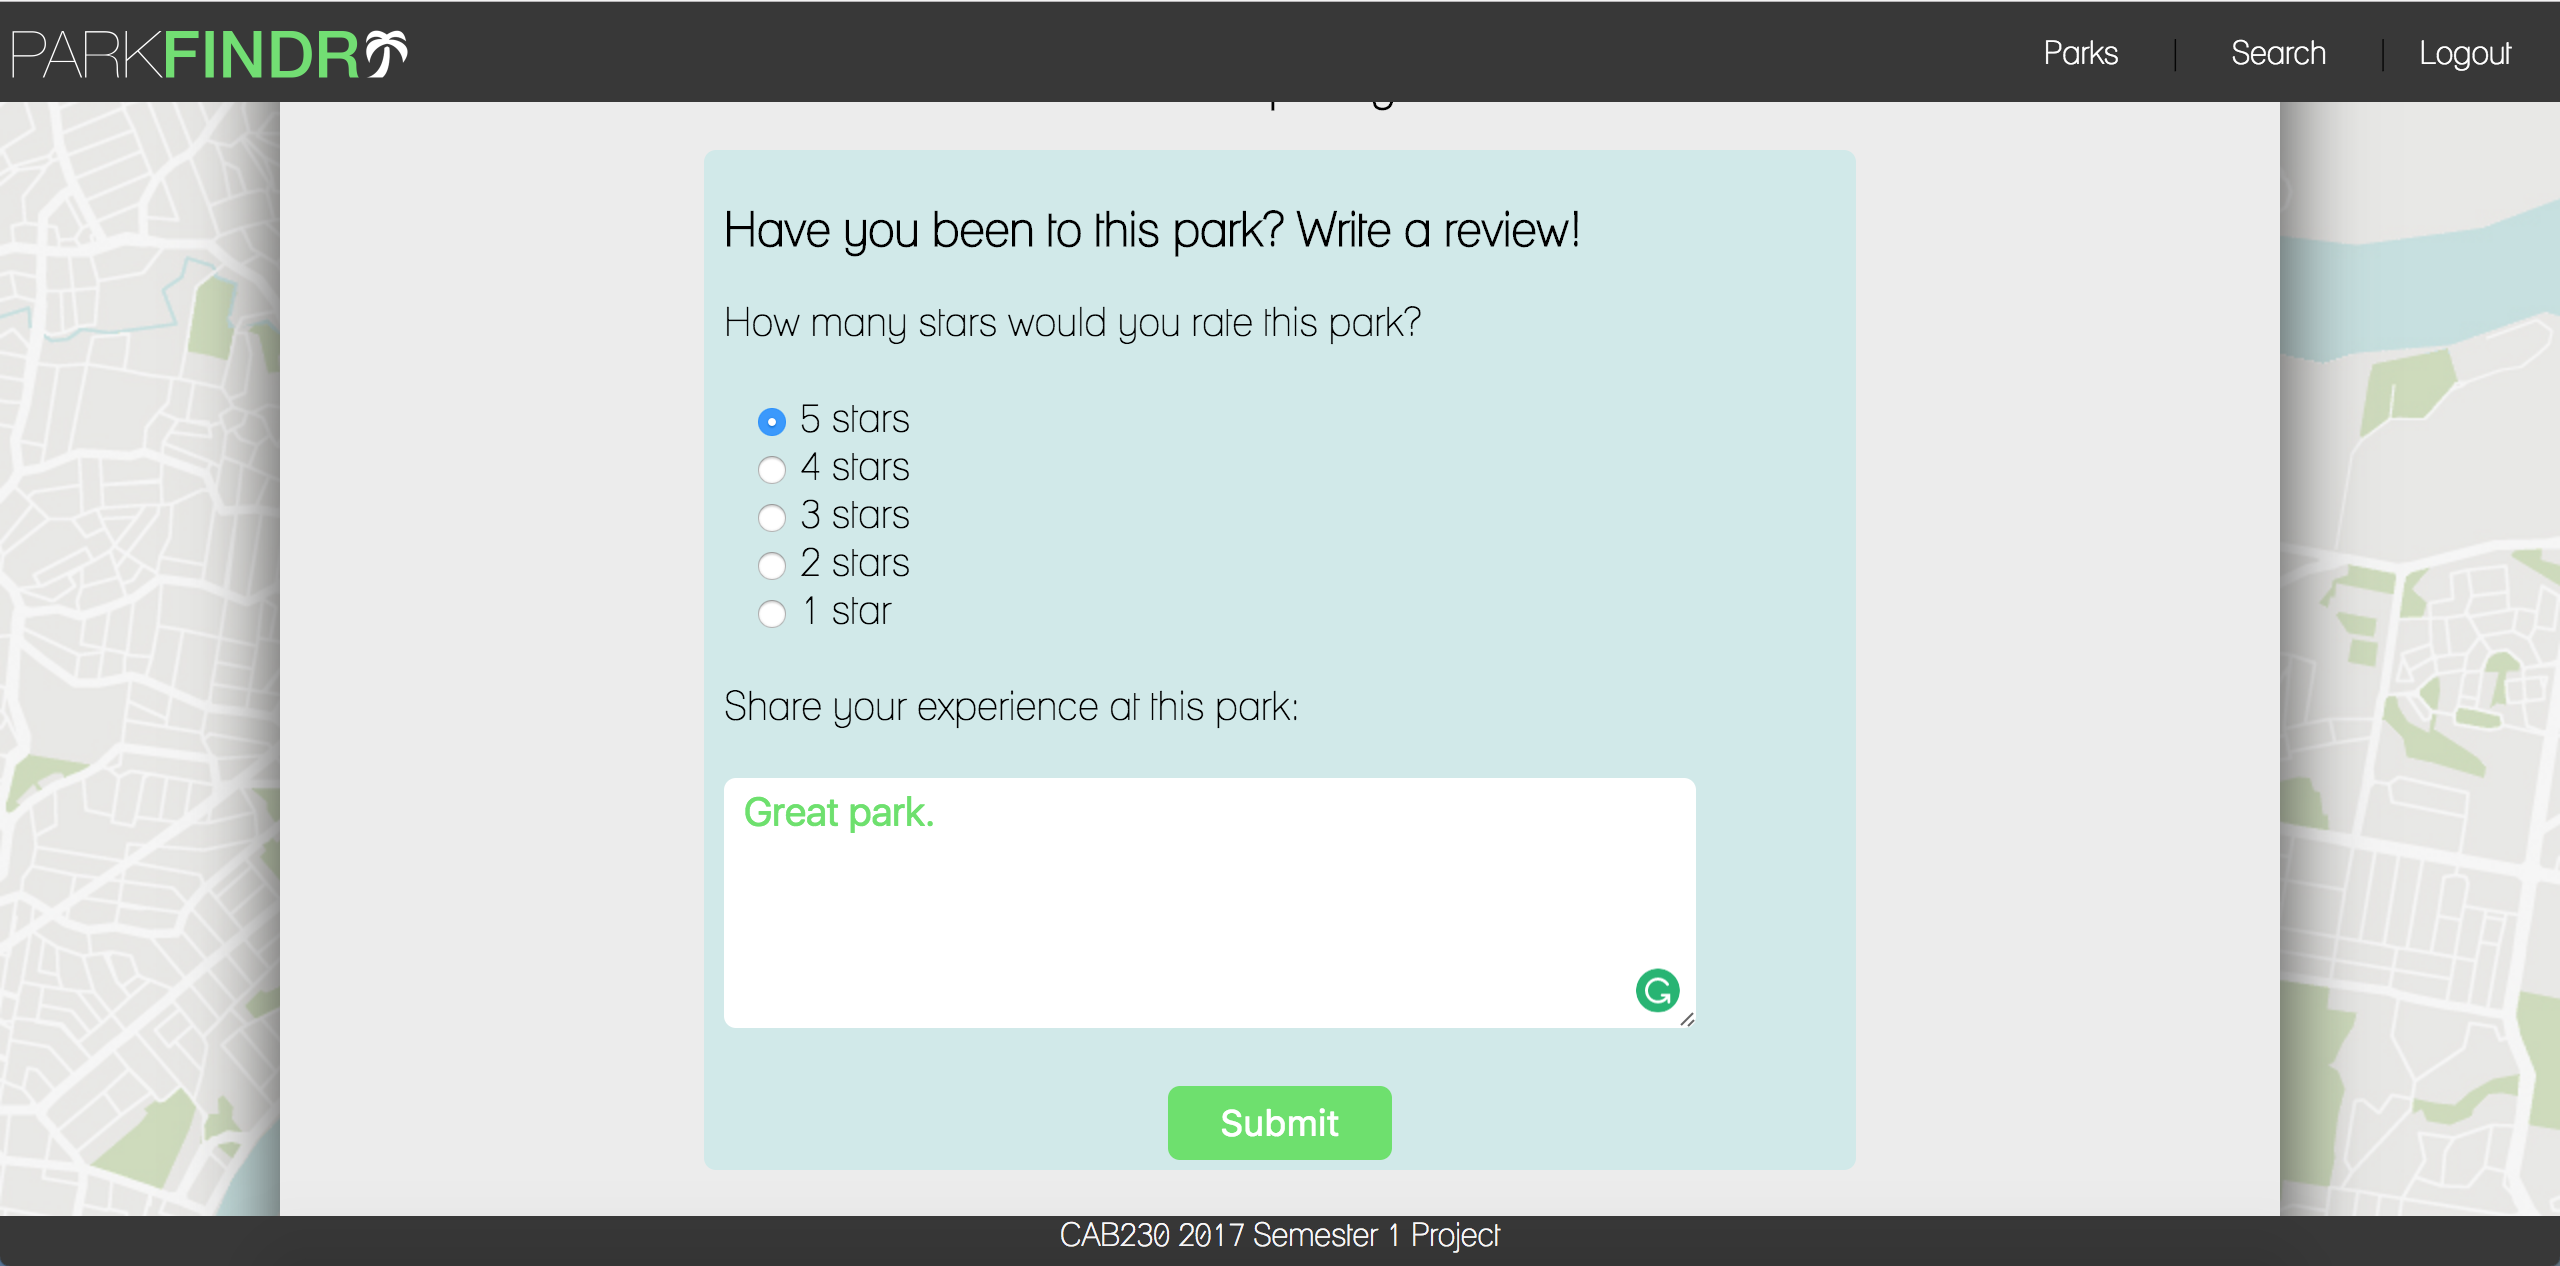 PARKFINDR
Parks | Search | Logout
Have you been to this park? Write a review!
How many stars would you rate this park?
5 stars
4 stars
3 stars
2 stars
1 star
Share your experience at this park:
Great park.
Submit
CAB230 2017 Semester 1 Project